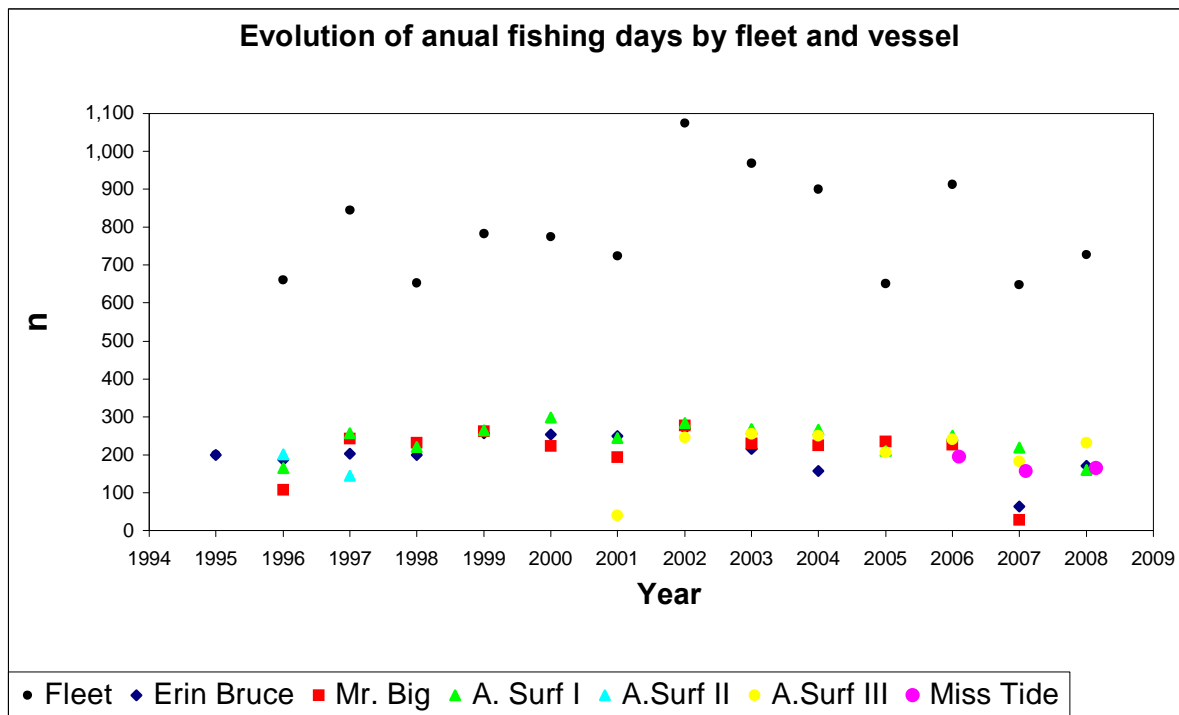 Evolution of anual fishing days by fleet and vessel
1,100
1,000
900
800
700
600
500
400
300
200
100
0
n
1994 1995 1996 1997 1998 1999 2000 2001 2002 2003 2004 2005 2006 2007 2008 2009
Year
Fleet Erin Bruce Mr. Big A. Surf I A.Surf II A.Surf III Miss Tide